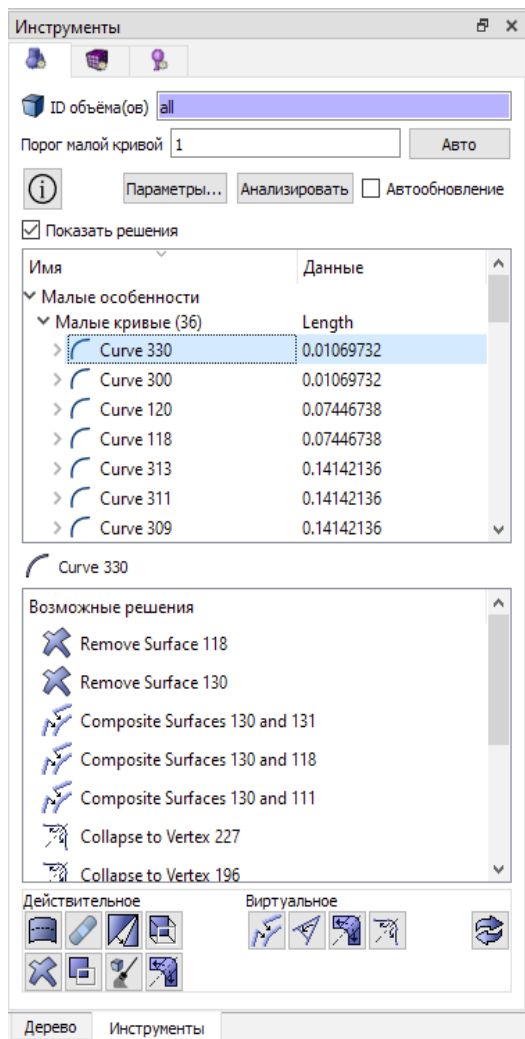 Инструменты
ID объёма(ов) all
Порог малой кривой 1 Авто
Параметры... Анализировать Автообновление
Показать решения
Имя Данные
Малые особенности
Малые кривые (36) Length
Curve 330 0.01069732
Curve 300 0.01069732
Curve 120 0.07446738
Curve 118 0.07446738
Curve 313 0.14142136
Curve 311 0.14142136
Curve 309 0.14142136
Curve 330
Возможные решения
Remove Surface 118
Remove Surface 130
Composite Surfaces 130 and 131
Composite Surfaces 130 and 118
Composite Surfaces 130 and 111
Collapse to Vertex 227
Collapse to Vertex 196
Действительное Виртуальное
Дерево Инструменты